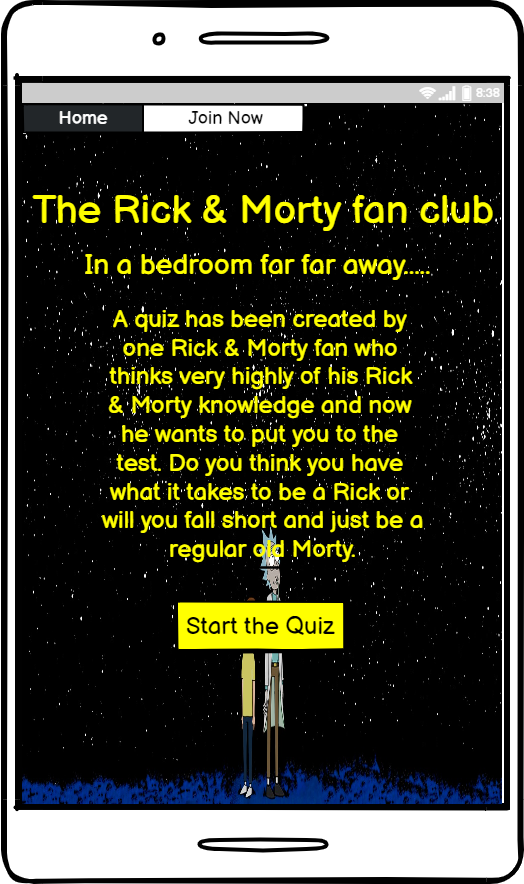 8:38
Home Join Now
The Rick & Morty fan club
In a bedroom far far away.....
A quiz has been created by
one Rick & Morty fan who
thinks very highly of his Rick
& Morty knowledge and now
he wants to put you to the
test. Do you think you have
what it takes to be a Rick or
will you fall short and just be a
regular old Morty.
Start the Quiz